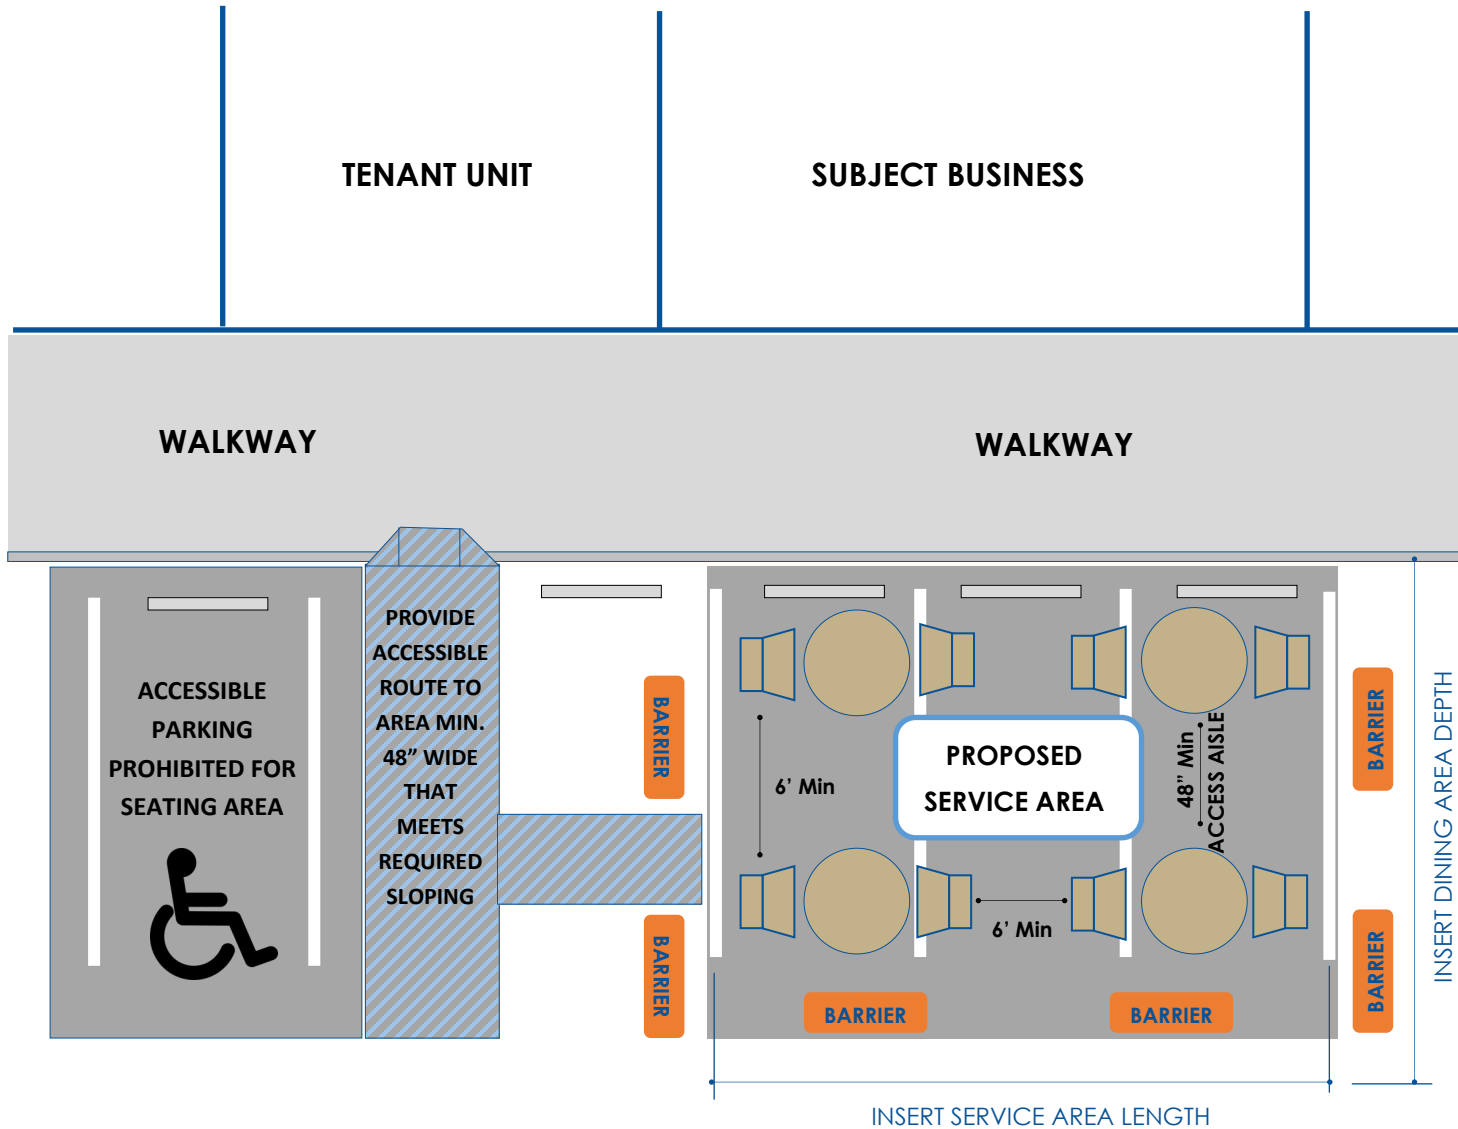 TENANT UNIT
SUBJECT BUSINESS
WALKWAY
WALKWAY
ACCESSIBLE
PARKING
PROHIBITED FOR
SEATING AREA
PROVIDE
ACCESSIBLE
ROUTE TO
AREA MIN.
48” WIDE
THAT
MEETS
REQUIRED
SLOPING
BARRIER
BARRIER
6’ Min
PROPOSED
SERVICE AREA
48” Min
ACCESS AISLE
6’ Min
BARRIER
BARRIER
BARRIER
BARRIER
INSERT DINING AREA DEPTH
INSERT SERVICE AREA LENGTH